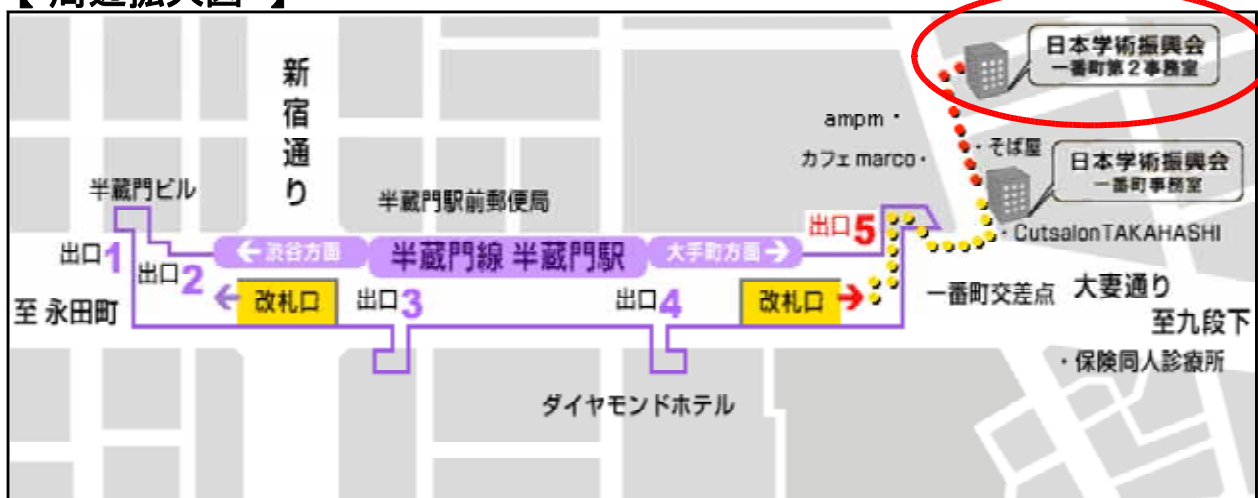 【 周辺拡大図 】
日本学術振興会
一番町第2事務室
新宿通り
ampm・
カフェ marco・
・そば屋
日本学術振興会
一番町事務室
半蔵門ビル
半蔵門駅前郵便局
出口5
・CutsalonTAKAHASHI
出口1
←渋谷方面
半蔵門線 半蔵門駅
大手町方面→
出口2
←
改札口
出口3
出口4
改札口
→
一番町交差点
大妻通り
至 永田町
至九段下
・保険同人診療所
ダイヤモンドホテル